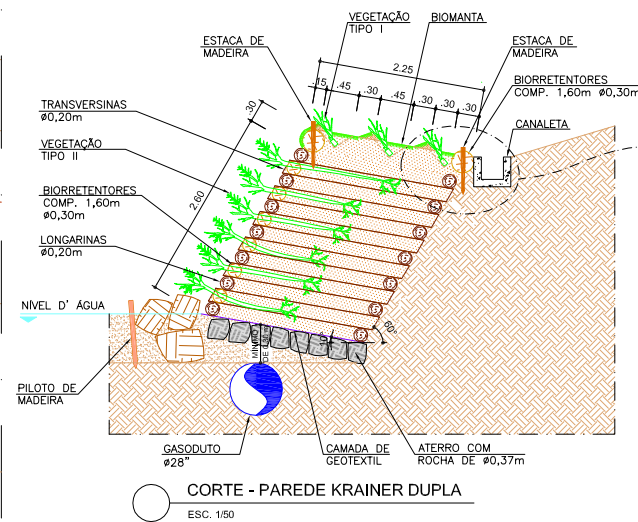 VEGETAÇÃO
TIPO I
BIOMANTA
ESTACA DE
MADEIRA
ESTACA DE
MADEIRA
2.25
.15
.45
.45
.30
.30
.30
BIORRETENTORES
COMP. 1,60m ø0,30m
CANALETA
.30
TRANSVERSINAS
ø0,20m
VEGETAÇÃO
TIPO II
2.60
BIORRETENTORES
COMP. 1,60m
ø0,30m
LONGARINAS
ø0,20m
NÍVEL D' ÁGUA
60°
10°
MÍNIMO
PILOTO DE
MADEIRA
GASODUTO
ø28"
CAMADA DE
GEOTEXTIL
ATERRO COM
ROCHA DE ø0,37m
CORTE - PAREDE KRAINER DUPLA
ESC. 1/50